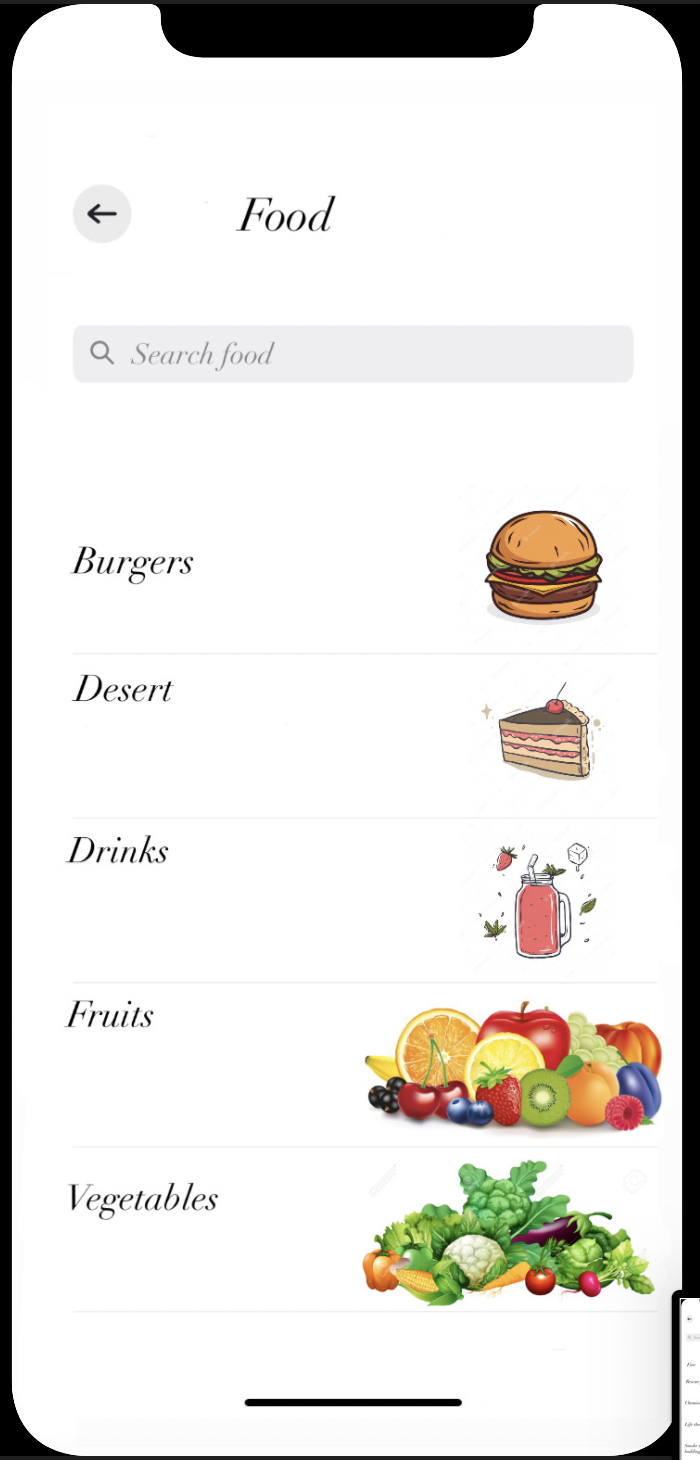 Food
Search food
Burgers
Desert
Drinks
Fruits
Vegetables